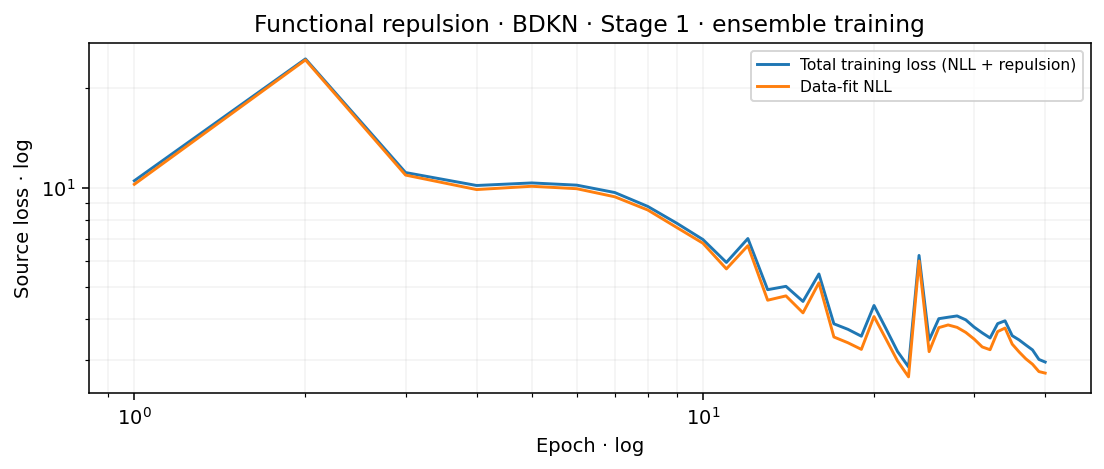 Functional repulsion · BDKN · Stage 1 · ensemble training
Total training loss (NLL + repulsion)
Data-fit NLL
Source loss · log
10¹
10⁰
10¹
Epoch · log